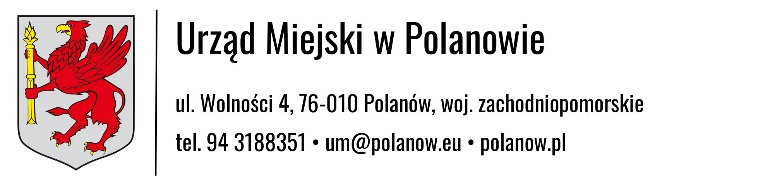 Urząd Miejski w Polanowie
ul. Wolności 4, 76-010 Polanów, woj. zachodniopomorskie
tel. 94 3188351 • um@polanow.eu • polanow.pl